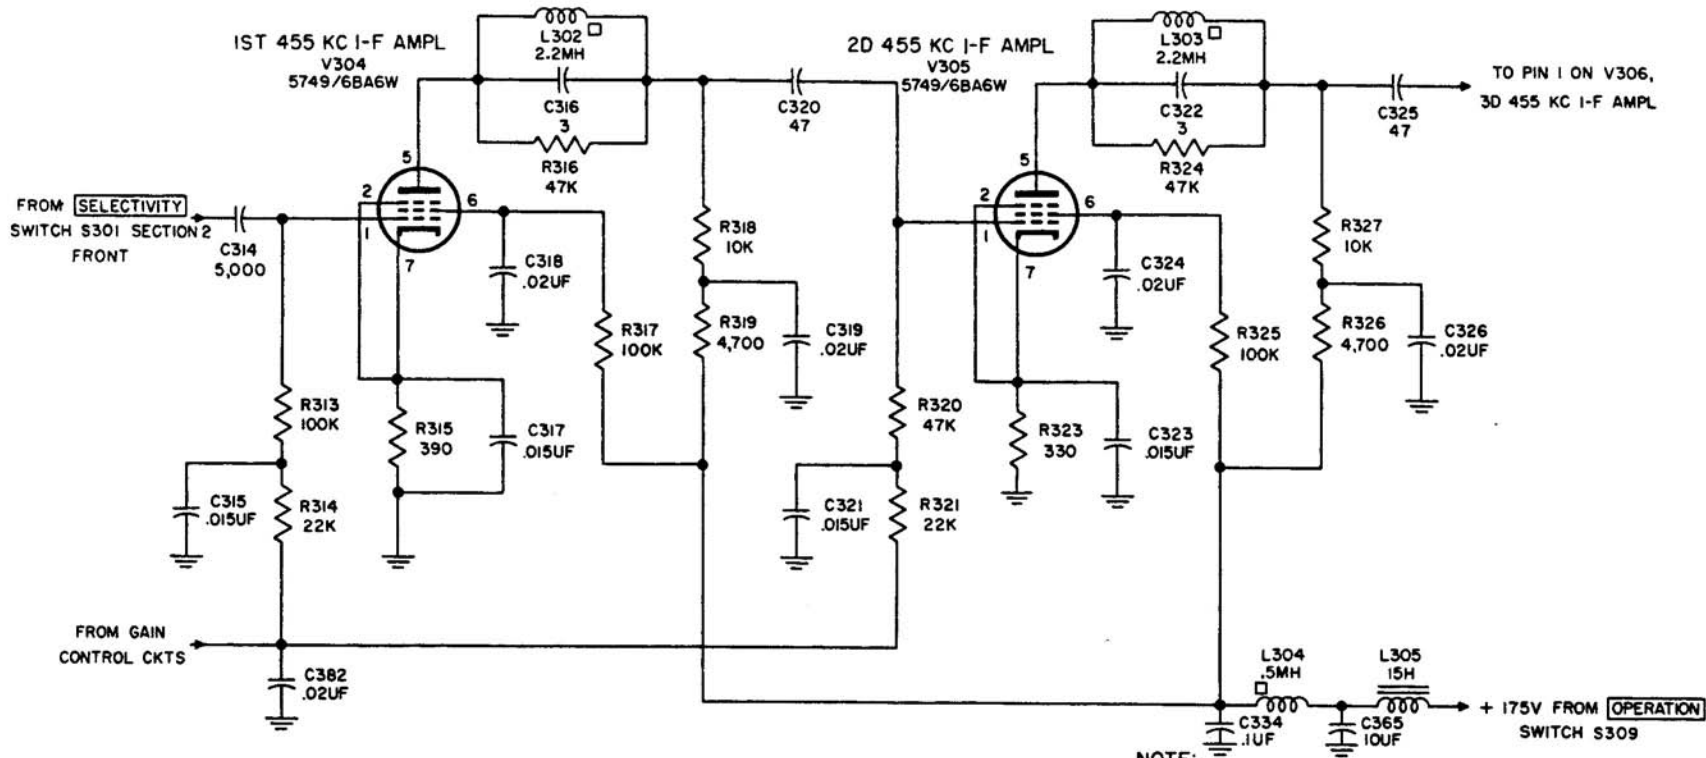 1ST 455 KC I-F AMPL
V304
5749/6BA6W
L302
2.2MH
C316
3
R316
47K
C320
47
2D 455 KC I-F AMPL
V305
5749/6BA6W
L303
2.2MH
C322
3
R324
47K
C325
47
TO PIN 1 ON V306,
3D 455 KC I-F AMPL
FROM SELECTIVITY
SWITCH S301 SECTION 2
FRONT
C314
5,000
5
2
6
1
7
C318
.02UF
R317
100K
R318
10K
R319
4,700
C319
.02UF
5
2
6
1
7
C324
.02UF
R325
100K
R327
10K
R326
4,700
C326
.02UF
R313
100K
R315
390
C317
.015UF
R320
47K
R323
330
C323
.015UF
C315
.015UF
R314
22K
C321
.015UF
R321
22K
FROM GAIN
CONTROL CKTS
C382
.02UF
L304
.5MH
L305
15H
C334
.1UF
C365
10UF
+ 175V FROM OPERATION
SWITCH S309
NOTE: